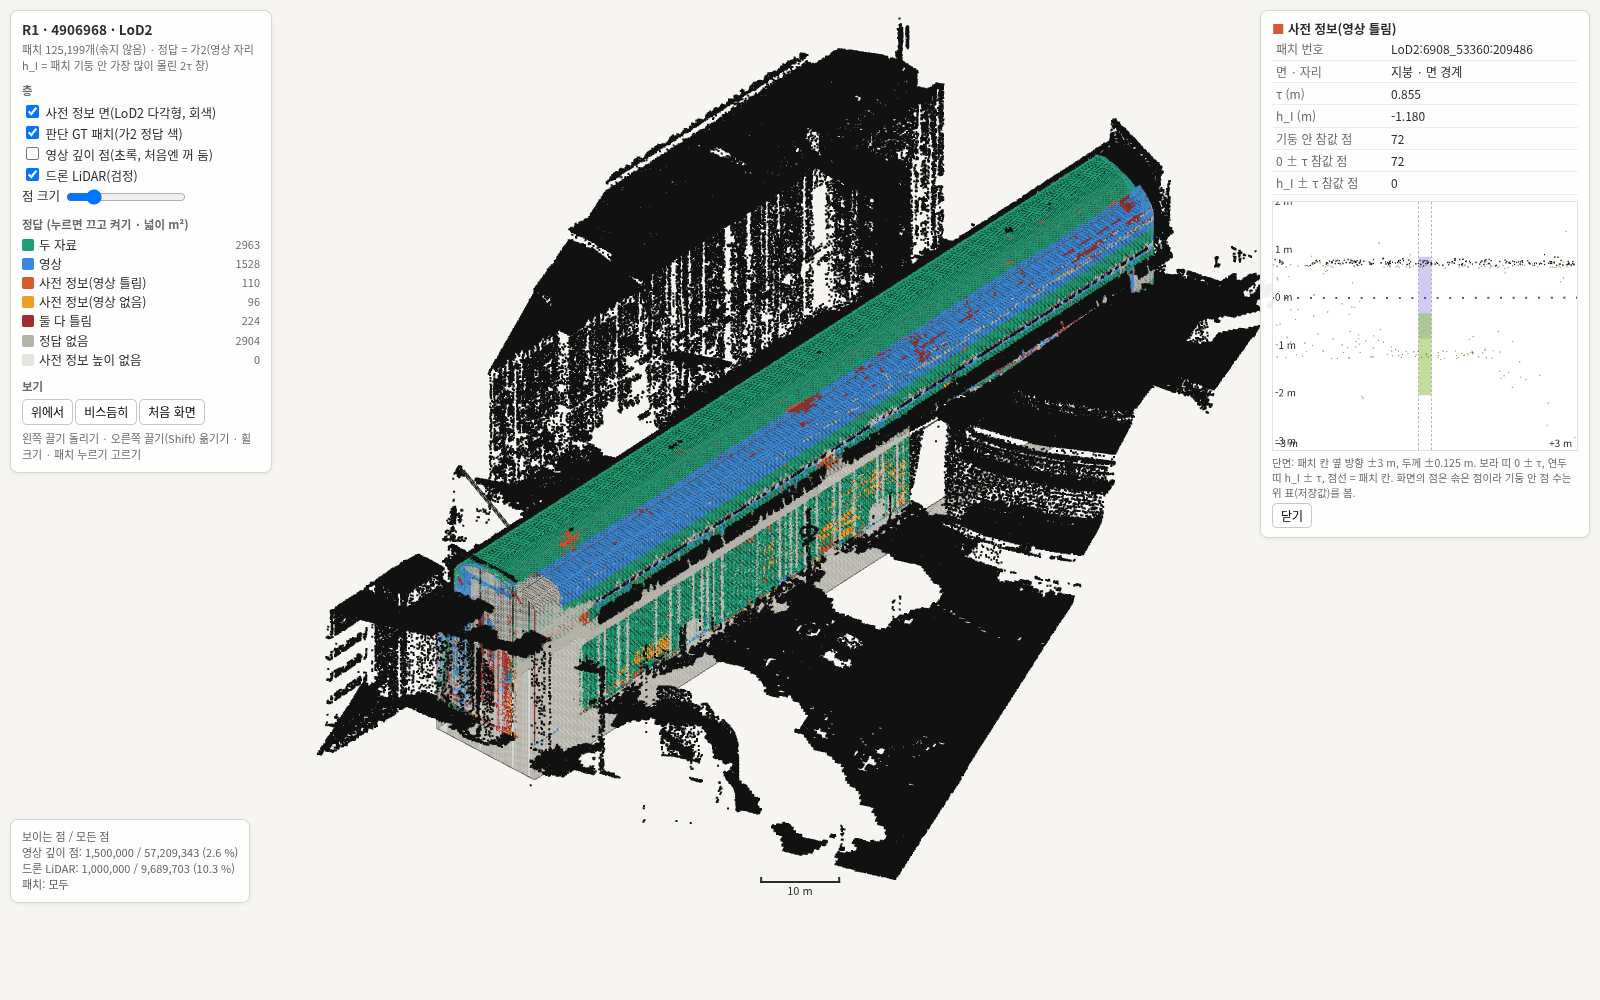 R1 · 4906968 · LoD2
패치 125,199개(솎지 않음) · 정답 = 가2(영상 자리
h_I = 패치 기둥 안 가장 많이 몰린 2τ 창)
층
사전 정보 면(LoD2 다각형, 회색)
판단 GT 패치(가2 정답 색)
영상 깊이 점(초록, 처음엔 꺼 둠)
드론 LiDAR(검정)
점 크기
정답 (누르면 끄고 켜기 · 넓이 m²)
두 자료 2963
영상 1528
사전 정보(영상 틀림) 110
사전 정보(영상 없음) 96
둘 다 틀림 224
정답 없음 2904
사전 정보 높이 없음 0
보기
위에서 비스듬히 처음 화면
왼쪽 끌기 돌리기 · 오른쪽 끌기(Shift) 옮기기 · 휠
크기 · 패치 누르기 고르기
보이는 점 / 모든 점
영상 깊이 점: 1,500,000 / 57,209,343 (2.6 %)
드론 LiDAR: 1,000,000 / 9,689,703 (10.3 %)
패치: 모두
10 m
사전 정보(영상 틀림)
패치 번호 LoD2:6908_53360:209486
면 · 자리 지붕 · 면 경계
τ (m) 0.855
h_I (m) -1.180
기둥 안 참값 점 72
0 ± τ 참값 점 72
h_I ± τ 참값 점 0
2 m
1 m
0 m
-1 m
-2 m
-3 m +3 m
단면: 패치 칸 옆 방향 ±3 m, 두께 ±0.125 m. 보라 띠 0 ± τ, 연두
띠 h_I ± τ, 점선 = 패치 칸. 화면의 점은 솎은 점이라 기둥 안 점 수는
위 표(저장값)를 봄.
닫기